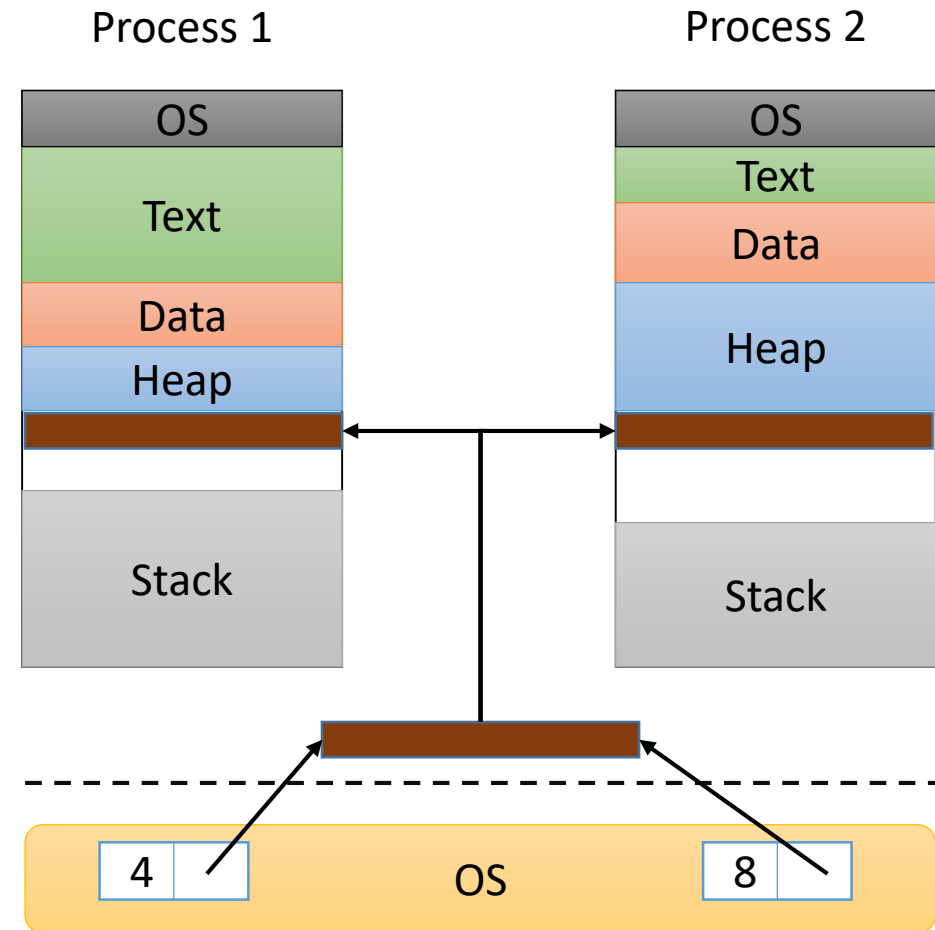 Process 1
Process 2
OS
Text
Data
Heap
Stack
OS
Text
Data
Heap
Stack
4
OS
8